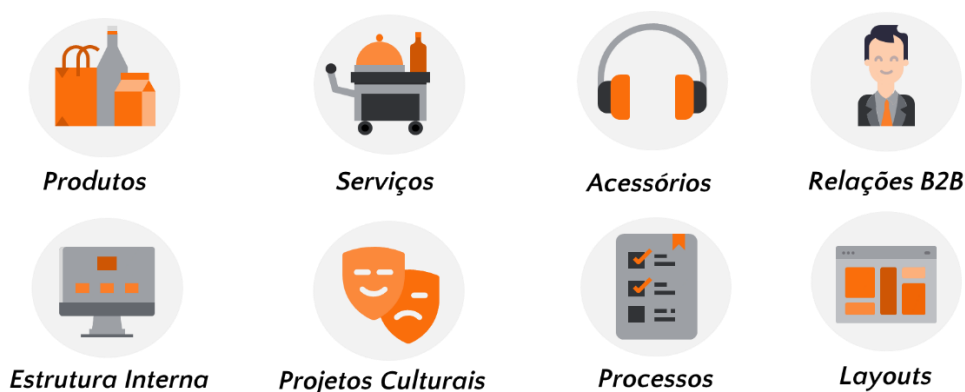 Produtos
Serviços
Acessórios
Relações B2B
Estrutura Interna
Projetos Culturais
Processos
Layouts